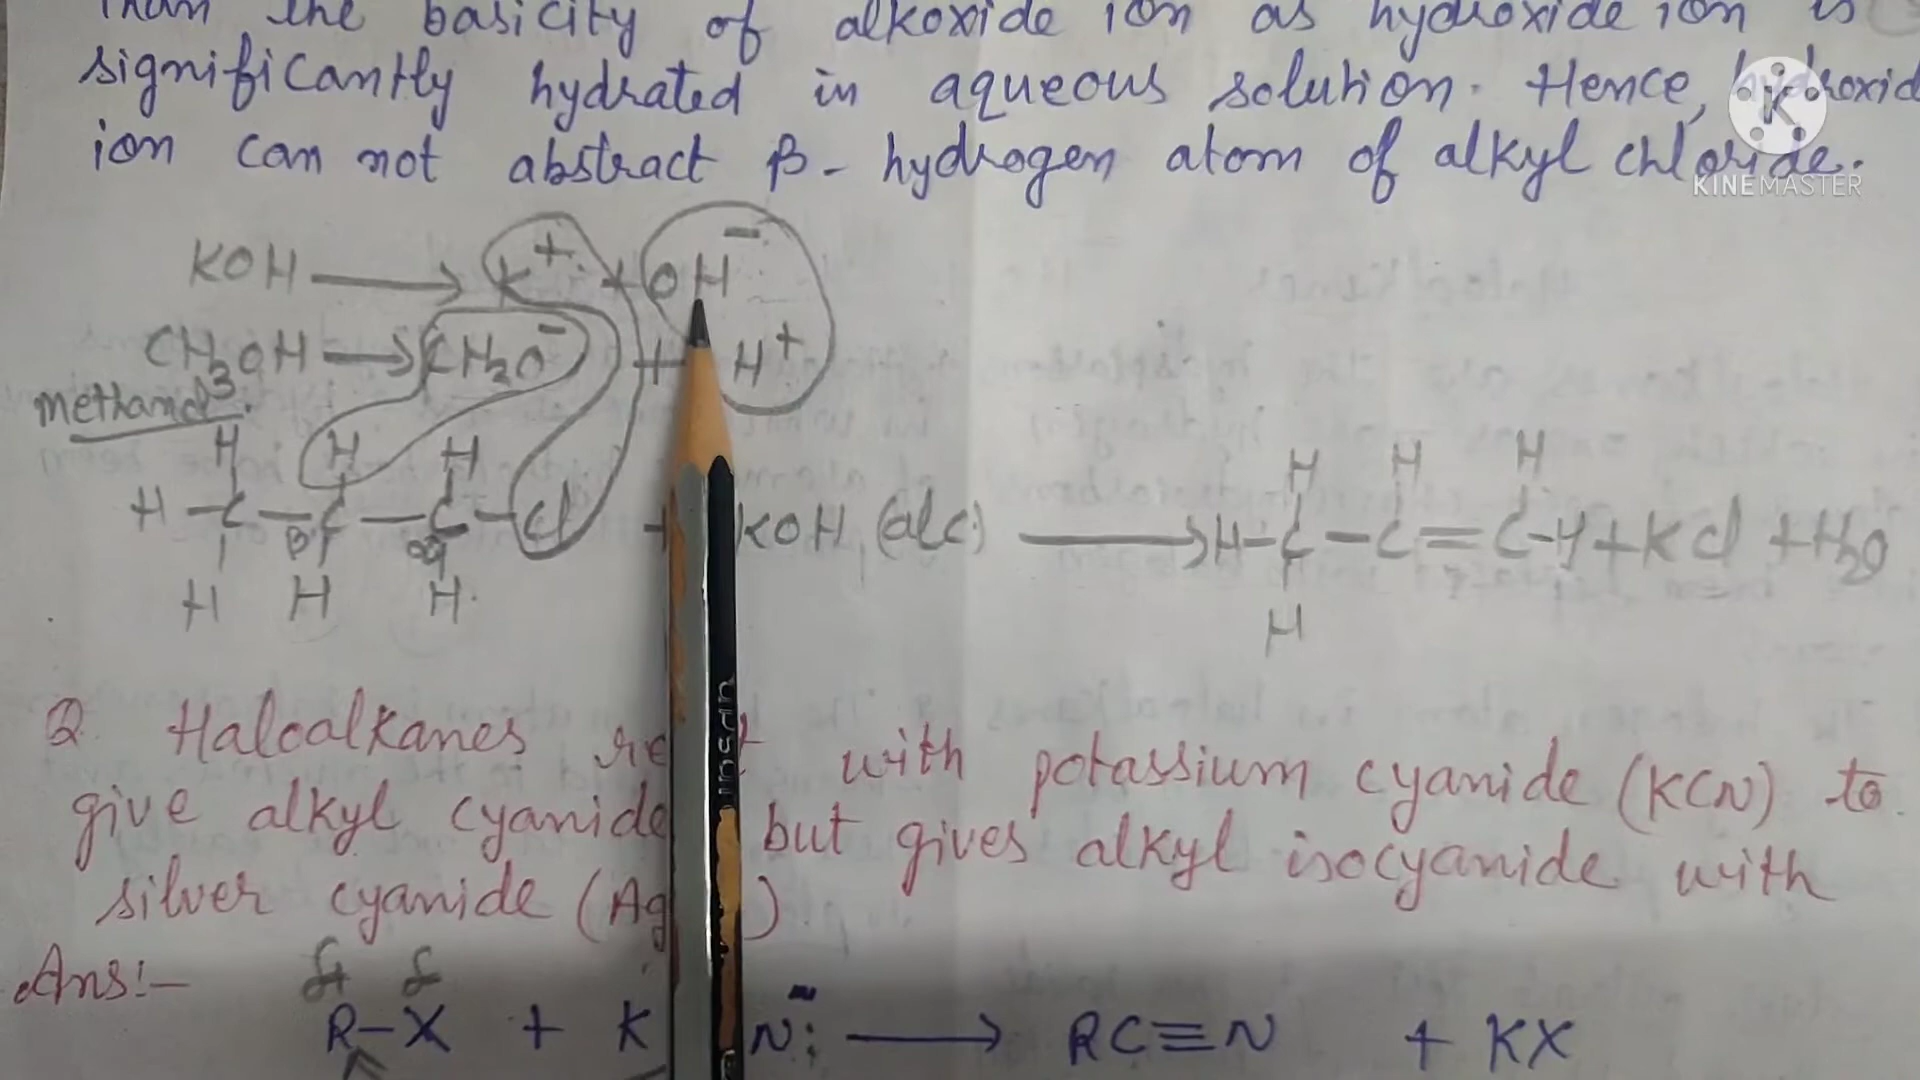 than the basicity of alkoxide ion as hydroxide ion is
significantly hydrated in aqueous solution. Hence, hydroxid
ion can not abstract β- hydrogen atom of alkyl chloride.
K
KINEMASTER
KOH ⟶ K⁺ + OH⁻
CH₃OH ⟶ CH₃O⁻ + H⁺
methanol
H H H
H - C - C - C - Cl + KOH (alc) ⟶ H - C - C = C - H + KCl + H₂O
β α
H H H
H H H
H
Q. Haloalkanes with potassium cyanide (KCN) to
give alkyl cyanide but gives alkyl isocyanide with
silver cyanide (Ag )
Ans:-
δ+ δ-
R-X + K N: ⟶ RC≡N + KX
INSPI